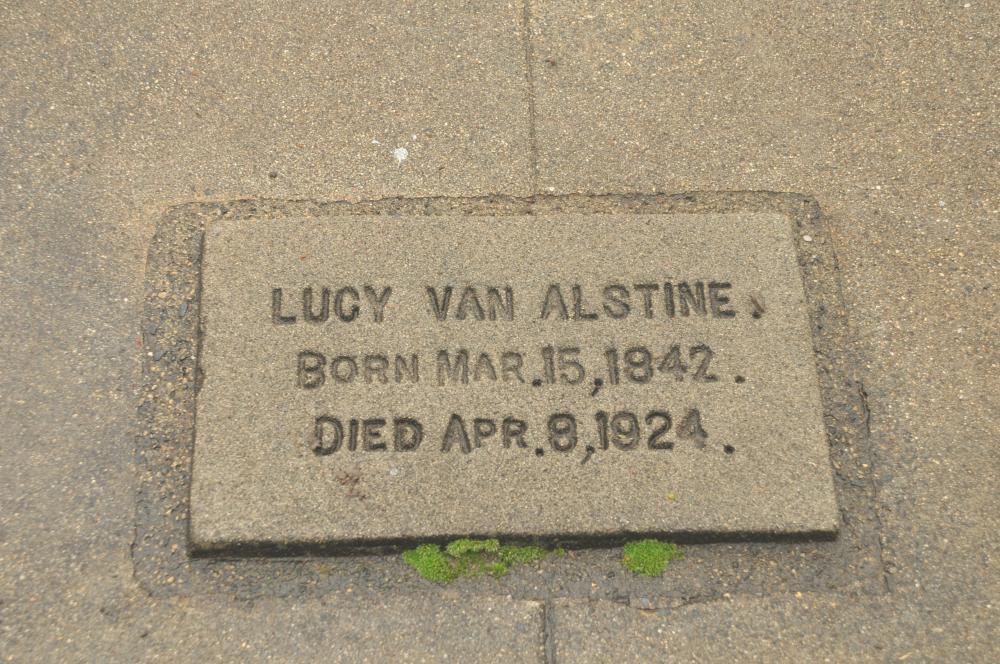 LUCY VAN ALSTINE.
BORN MAR. 15, 1842.
DIED APR. 8, 1924.